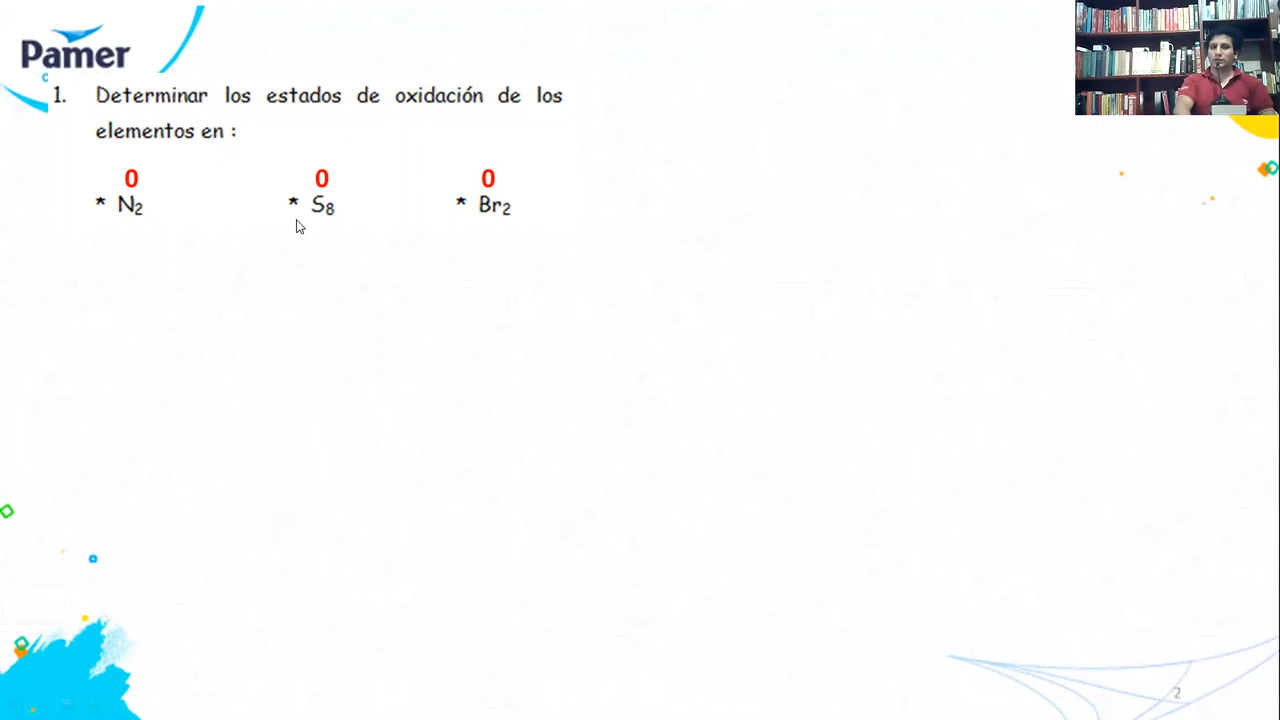 Pamer
1. Determinar los estados de oxidación de los
elementos en :
0 0 0
* N₂ * S₈ * Br₂
2